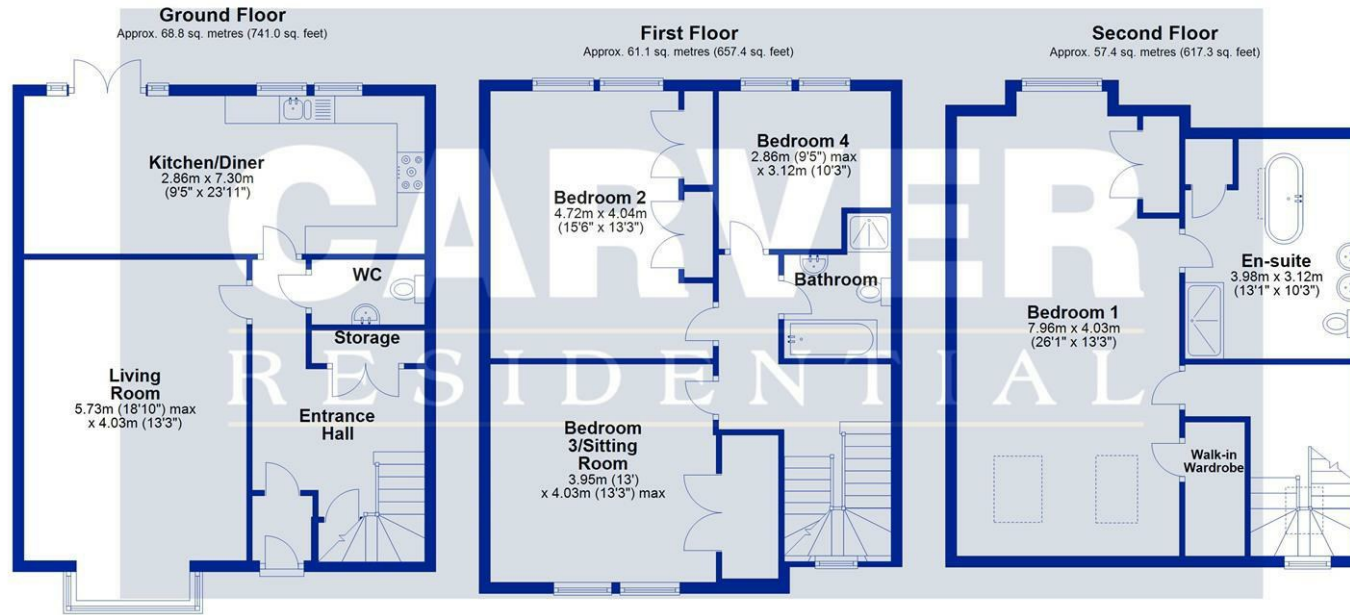 Ground Floor
Approx. 68.8 sq. metres (741.0 sq. feet)
Kitchen/Diner
2.86m x 7.30m
(9'5" x 23'11")
WC
Storage
Living
Room
5.73m (18'10") max
x 4.03m (13'3")
Entrance
Hall
First Floor
Approx. 61.1 sq. metres (657.4 sq. feet)
Bedroom 2
4.72m x 4.04m
(15'6" x 13'3")
Bedroom 4
2.86m (9'5") max
x 3.12m (10'3")
Bathroom
Bedroom
3/Sitting
Room
3.95m (13')
x 4.03m (13'3") max
Second Floor
Approx. 57.4 sq. metres (617.3 sq. feet)
Bedroom 1
7.96m x 4.03m
(26'1" x 13'3")
En-suite
3.98m x 3.12m
(13'1" x 10'3")
Walk-in
Wardrobe
CARVER
RESIDENTIAL